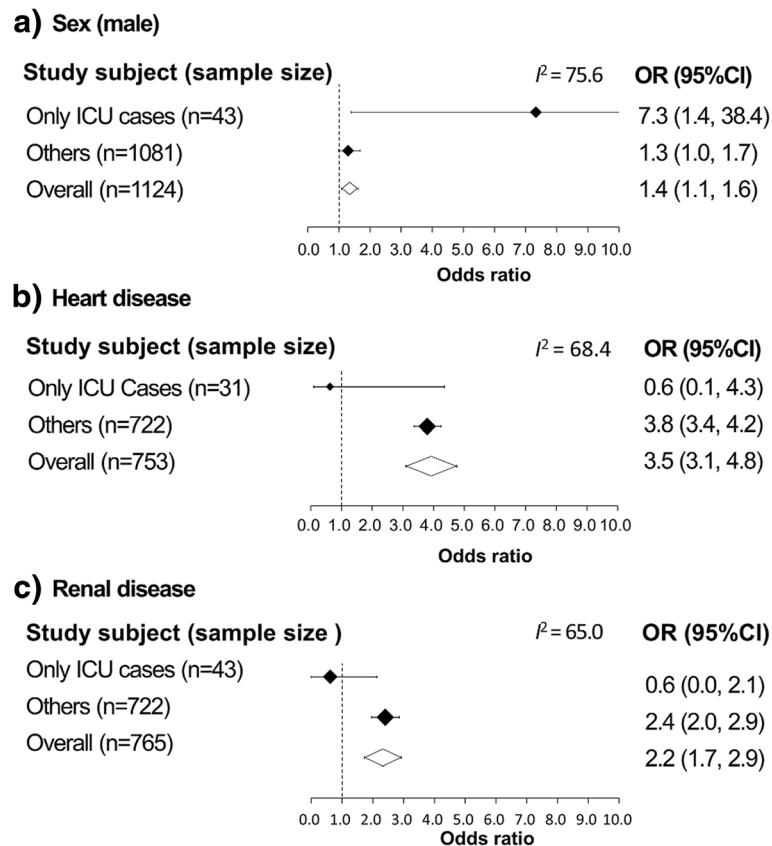 a) Sex (male)
Study subject (sample size) I² = 75.6 OR (95%CI)
Only ICU cases (n=43) 7.3 (1.4, 38.4)
Others (n=1081) 1.3 (1.0, 1.7)
Overall (n=1124) 1.4 (1.1, 1.6)
0.0 1.0 2.0 3.0 4.0 5.0 6.0 7.0 8.0 9.0 10.0
Odds ratio
b) Heart disease
Study subject (sample size) I² = 68.4 OR (95%CI)
Only ICU Cases (n=31) 0.6 (0.1, 4.3)
Others (n=722) 3.8 (3.4, 4.2)
Overall (n=753) 3.5 (3.1, 4.8)
0.0 1.0 2.0 3.0 4.0 5.0 6.0 7.0 8.0 9.0 10.0
Odds ratio
c) Renal disease
Study subject (sample size ) I² = 65.0 OR (95%CI)
Only ICU cases (n=43) 0.6 (0.0, 2.1)
Others (n=722) 2.4 (2.0, 2.9)
Overall (n=765) 2.2 (1.7, 2.9)
0.0 1.0 2.0 3.0 4.0 5.0 6.0 7.0 8.0 9.0 10.0
Odds ratio